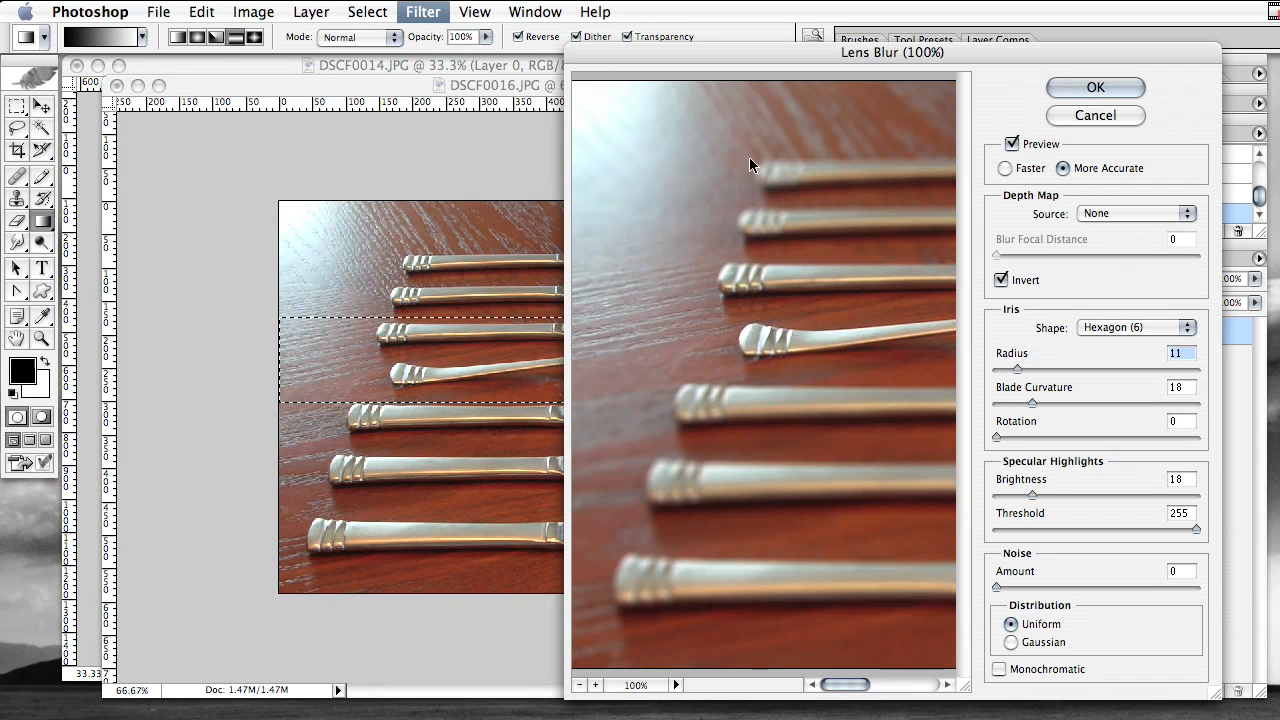 Photoshop File Edit Image Layer Select Filter View Window Help
Mode: Normal Opacity: 100% Reverse Dither Transparency
Brushes Tool Presets Layer Comps
DSCF0014.JPG @ 33.3% (Layer 0, RGB/8
DSCF0016.JPG @ 6
Lens Blur (100%)
OK
Cancel
Preview
Faster More Accurate
Depth Map
Source: None
Blur Focal Distance 0
Invert
Iris
Shape: Hexagon (6)
Radius 11
Blade Curvature 18
Rotation 0
Specular Highlights
Brightness 18
Threshold 255
Noise
Amount 0
Distribution
Uniform
Gaussian
Monochromatic
100%
33.33
66.67% Doc: 1.47M/1.47M